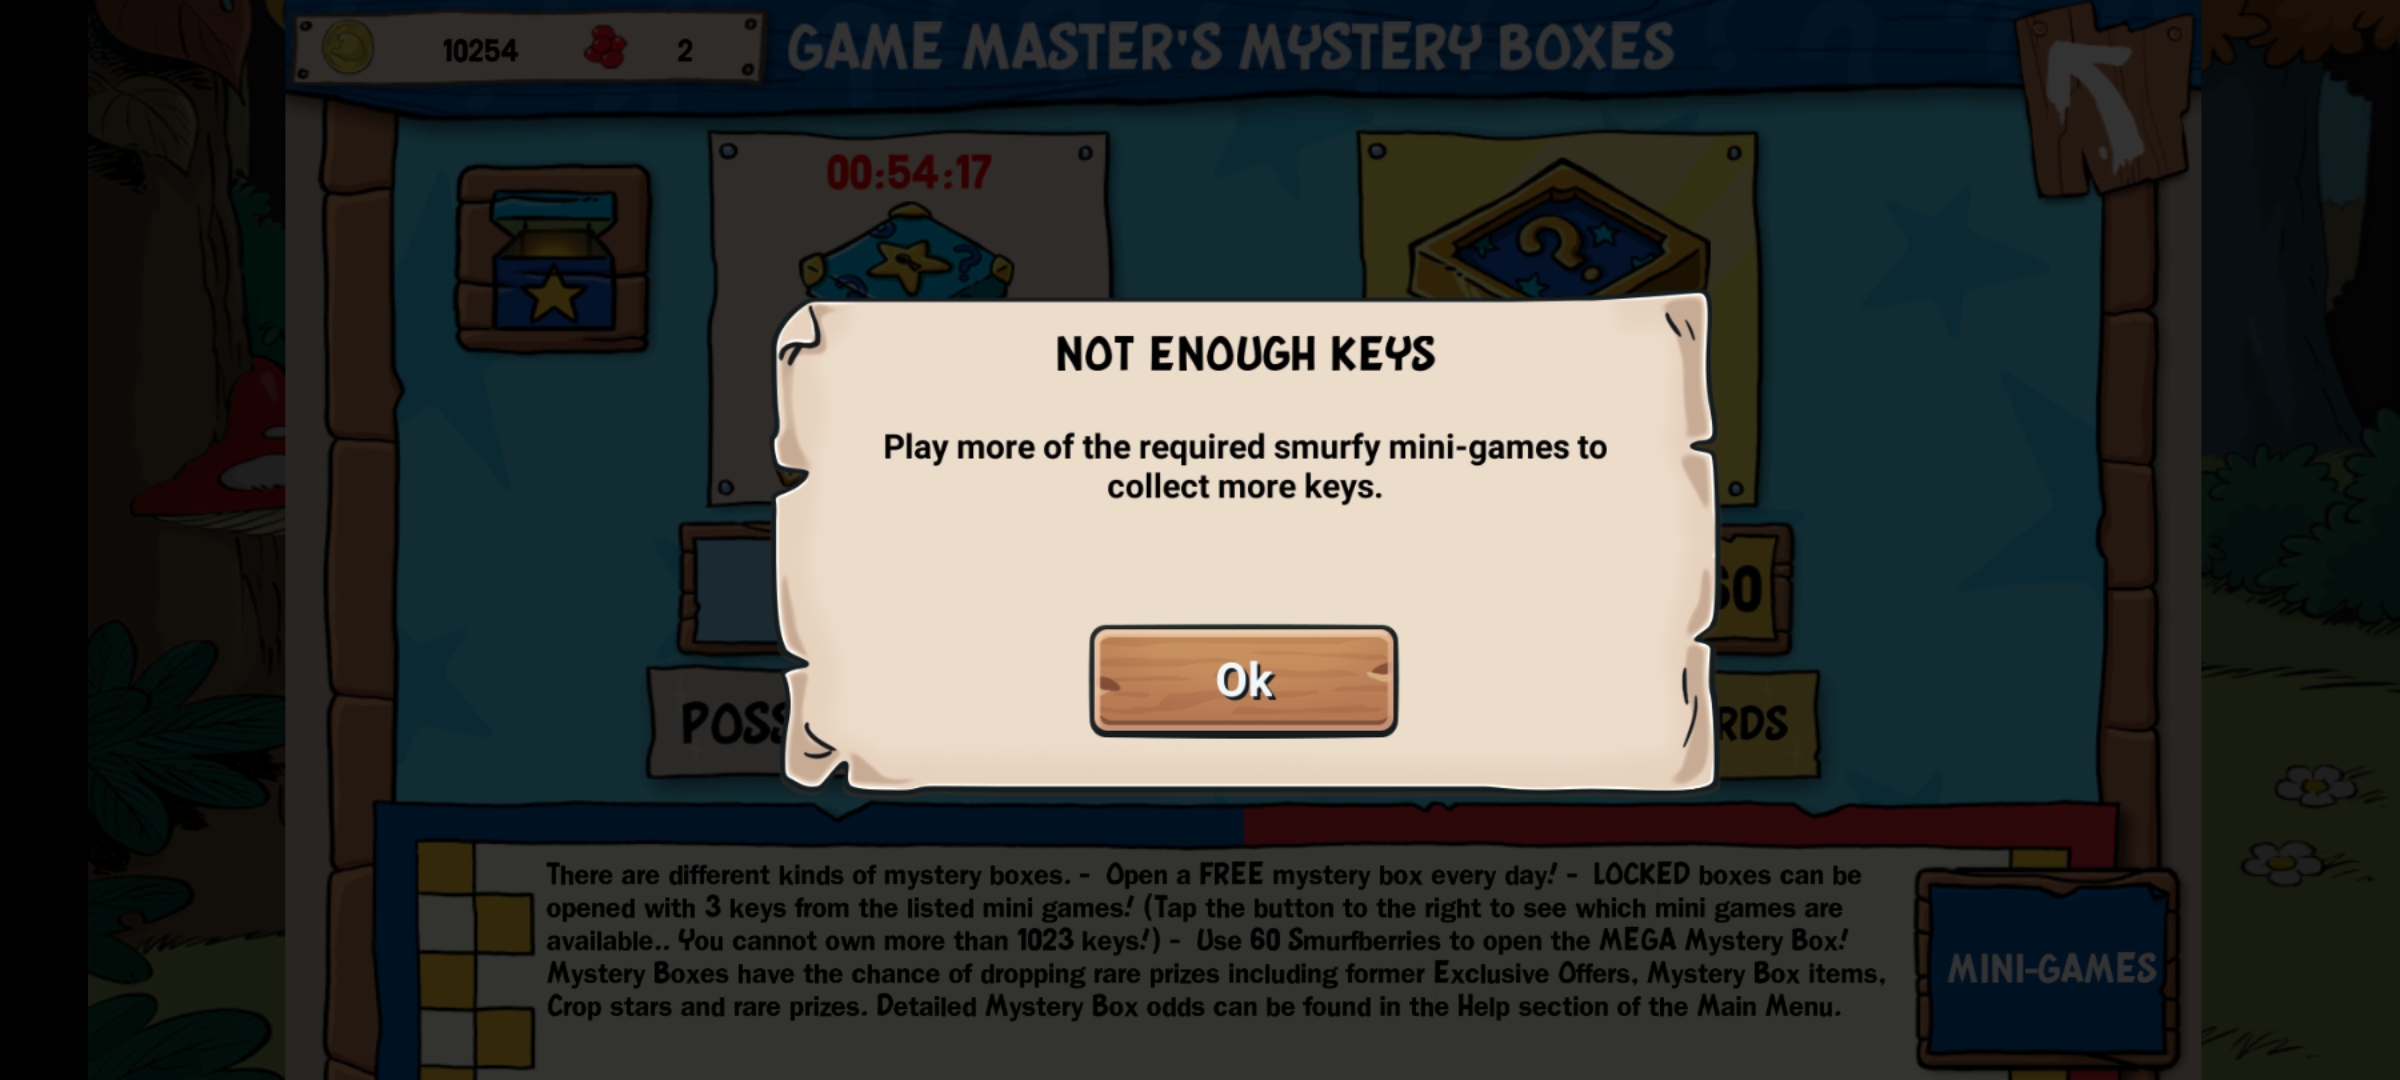 10254
2
GAME MASTER'S MYSTERY BOXES
00:54:17
NOT ENOUGH KEYS
Play more of the required smurfy mini-games to
collect more keys.
Ok
There are different kinds of mystery boxes. - Open a FREE mystery box every day! - LOCKED boxes can be
opened with 3 keys from the listed mini games! (Tap the button to the right to see which mini games are
available.. You cannot own more than 1023 keys!) - Use 60 Smurfberries to open the MEGA Mystery Box!
Mystery Boxes have the chance of dropping rare prizes including former Exclusive Offers, Mystery Box items,
Crop stars and rare prizes. Detailed Mystery Box odds can be found in the Help section of the Main Menu.
MINI-GAMES